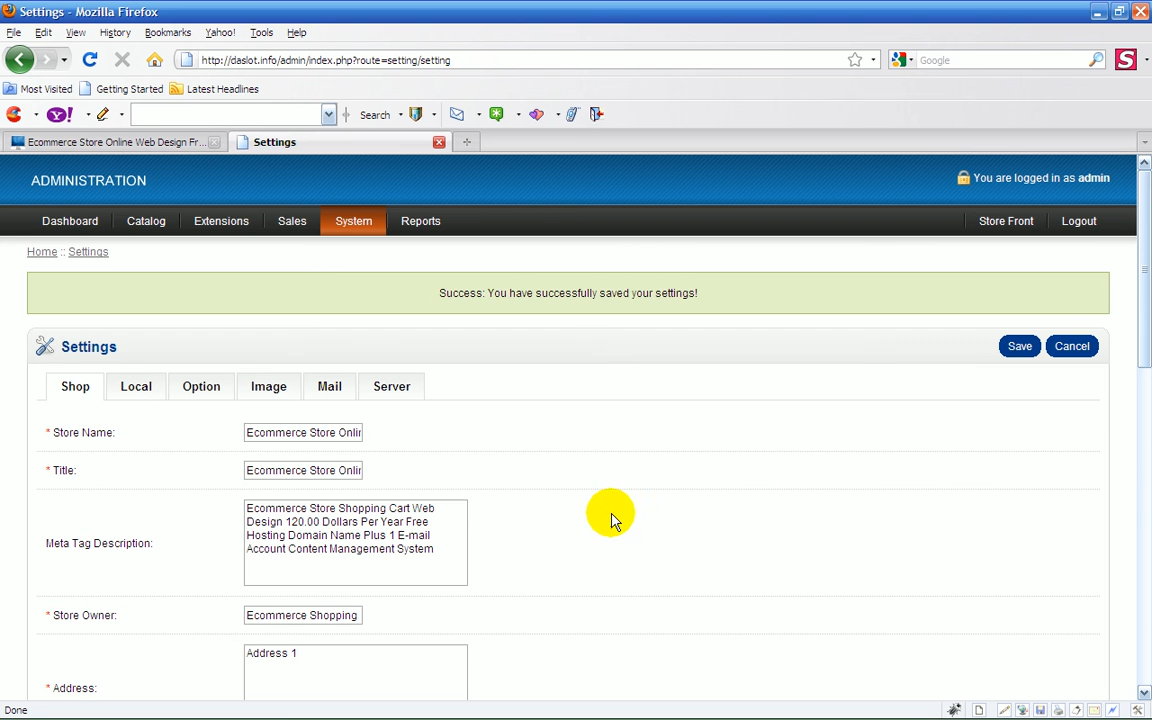 Settings - Mozilla Firefox
File Edit View History Bookmarks Yahoo! Tools Help
http://daslot.info/admin/index.php?route=setting/setting
Google
S
Most Visited Getting Started Latest Headlines
Y! Search
Ecommerce Store Online Web Design Fr... Settings
ADMINISTRATION
You are logged in as admin
Dashboard Catalog Extensions Sales System Reports Store Front Logout
Home :: Settings
Success: You have successfully saved your settings!
Settings
Save Cancel
Shop Local Option Image Mail Server
* Store Name: Ecommerce Store Onlin
* Title: Ecommerce Store Onlin
Meta Tag Description:
Ecommerce Store Shopping Cart Web
Design 120.00 Dollars Per Year Free
Hosting Domain Name Plus 1 E-mail
Account Content Management System
* Store Owner: Ecommerce Shopping
* Address:
Address 1
Done